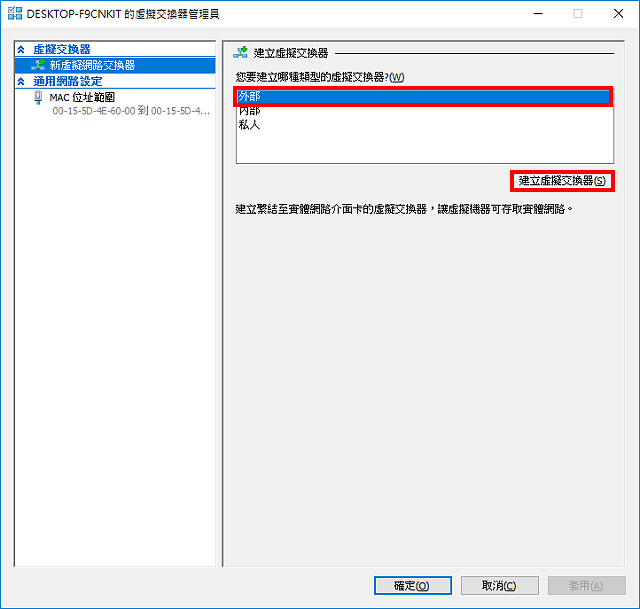 DESKTOP-F9CNKIT 的虛擬交換器管理員
虛擬交換器
新虛擬網路交換器
通用網路設定
MAC 位址範圍
00-15-5D-4E-60-00 到 00-15-5D-4...
建立虛擬交換器
您要建立哪種類型的虛擬交換器?(W)
外部
內部
私人
建立虛擬交換器(S)
建立繫結至實體網路介面卡的虛擬交換器，讓虛擬機器可存取實體網路。
確定(O)
取消(C)
套用(A)